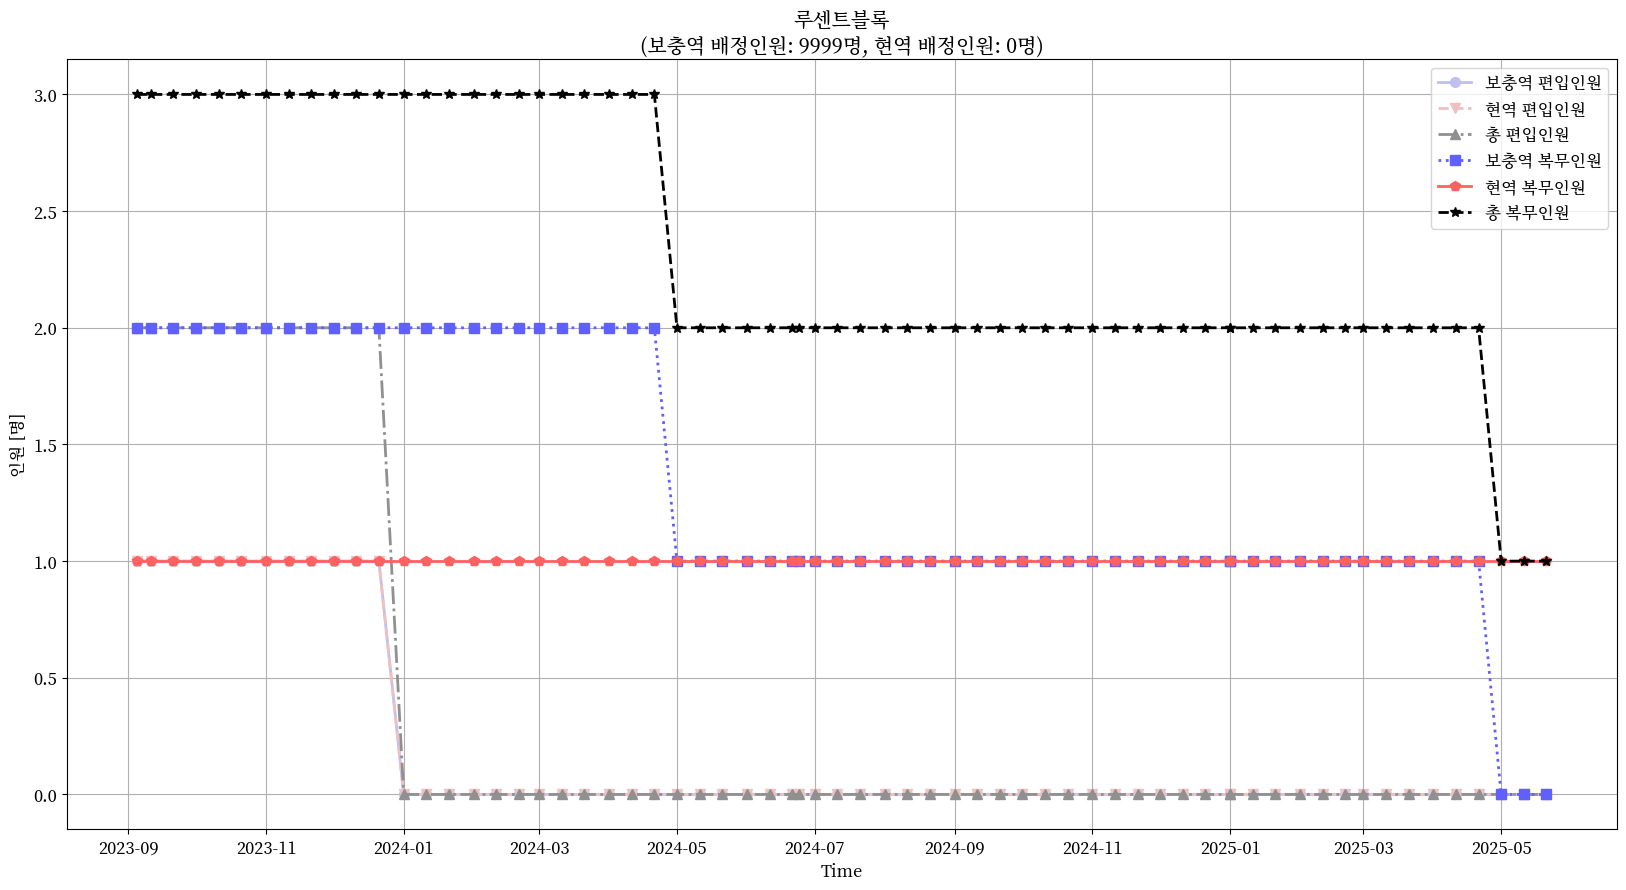 루센트블록
(보충역 배정인원: 9999명, 현역 배정인원: 0명)
보충역 편입인원
현역 편입인원
총 편입인원
보충역 복무인원
현역 복무인원
총 복무인원
인원 [명]
3.0
2.5
2.0
1.5
1.0
0.5
0.0
2023-09 2023-11 2024-01 2024-03 2024-05 2024-07 2024-09 2024-11 2025-01 2025-03 2025-05
Time